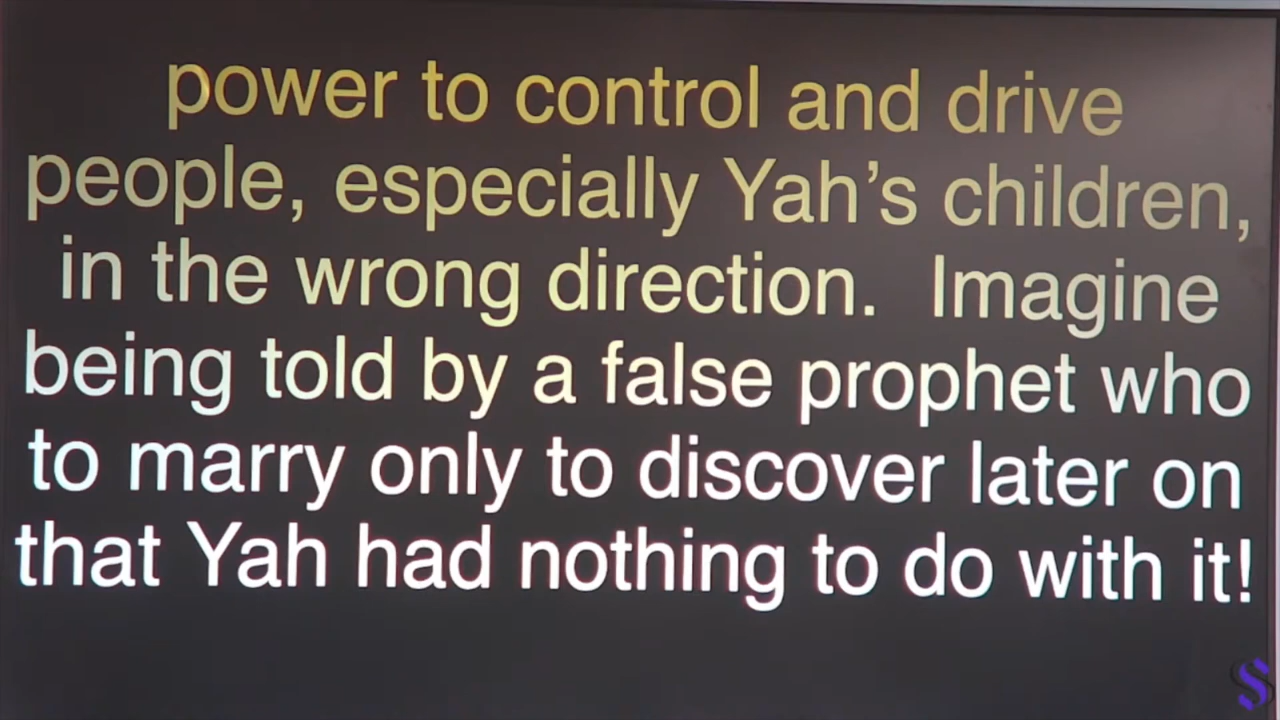 power to control and drive
people, especially Yah’s children,
in the wrong direction.  Imagine
being told by a false prophet who
to marry only to discover later on
that Yah had nothing to do with it!
S